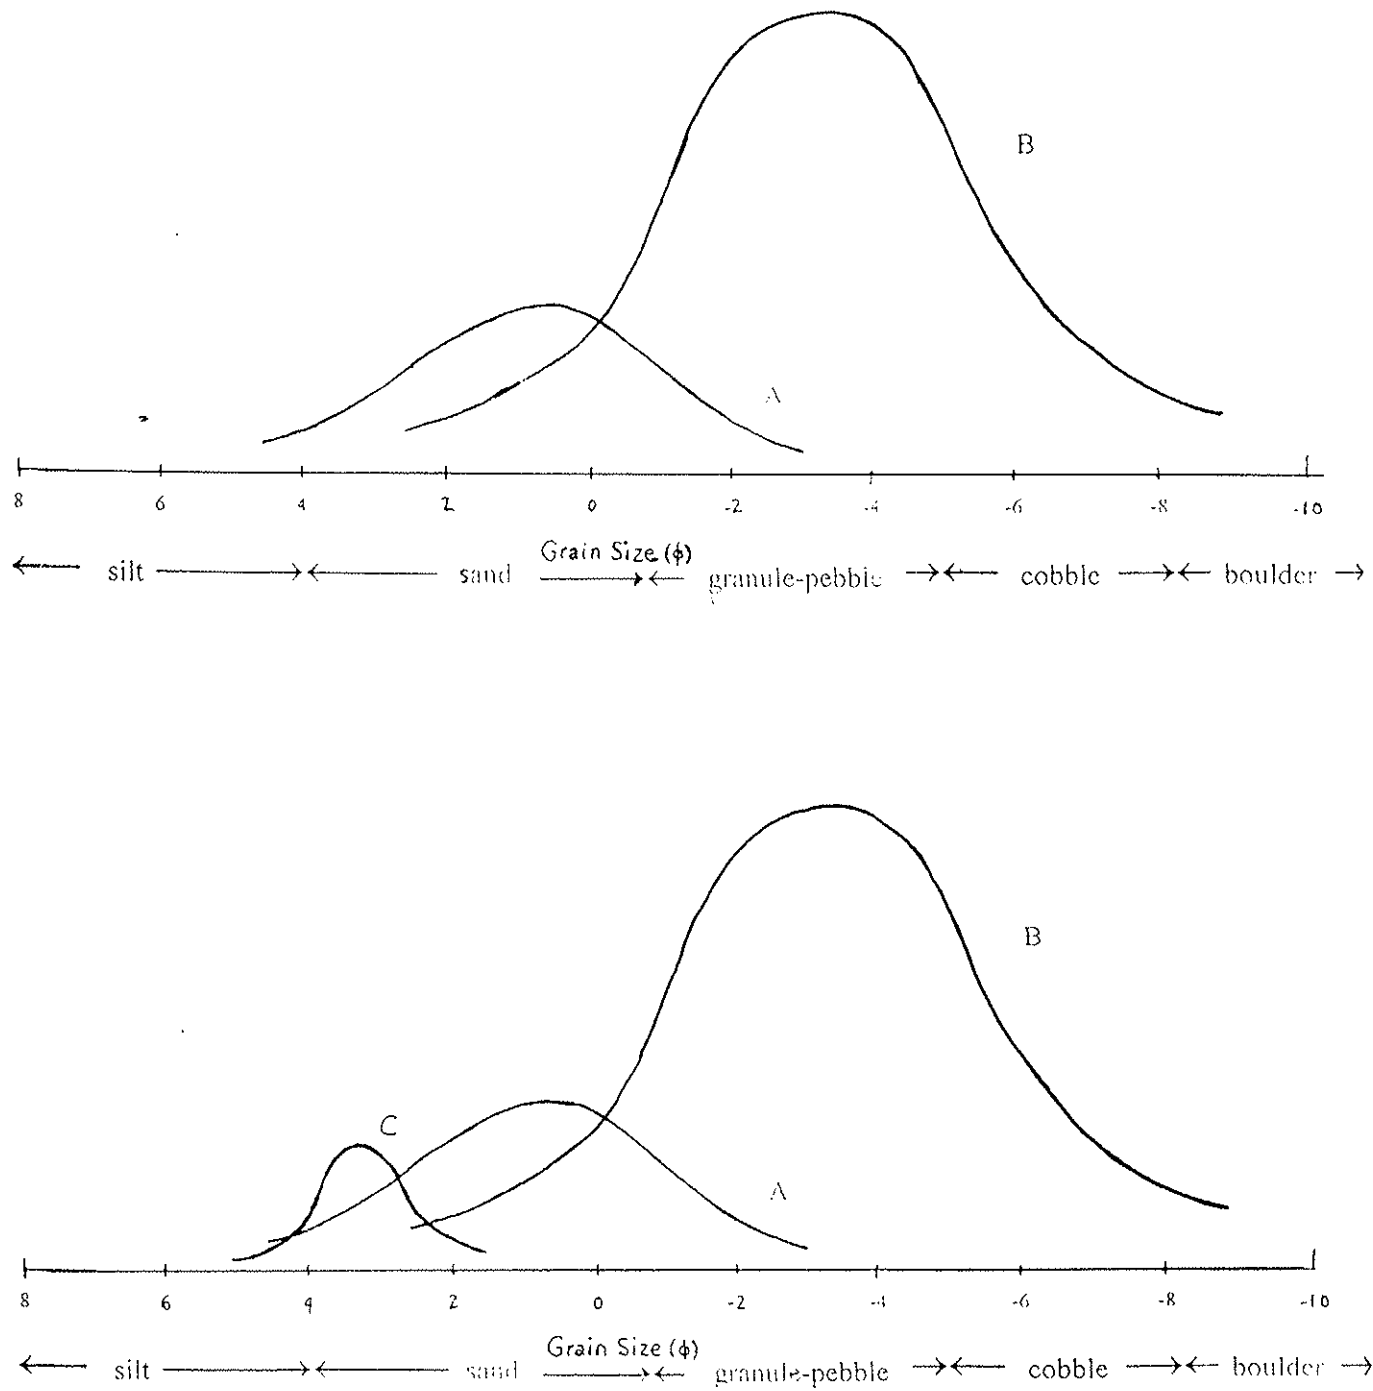 B
A
8 6 4 2 0 -2 -4 -6 -8 -10
Grain Size (ϕ)
← silt → ← sand → ← granule-pebble → ← cobble → ← boulder →
B
C
A
8 6 4 2 0 -2 -4 -6 -8 -10
Grain Size (ϕ)
← silt → ← sand → ← granule-pebble → ← cobble → ← boulder →